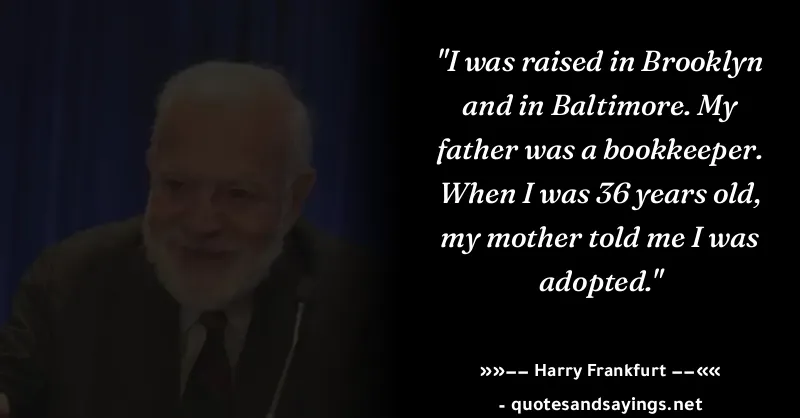 "I was raised in Brooklyn
and in Baltimore. My
father was a bookkeeper.
When I was 36 years old,
my mother told me I was
adopted."
»»−− Harry Frankfurt −−««
- quotesandsayings.net